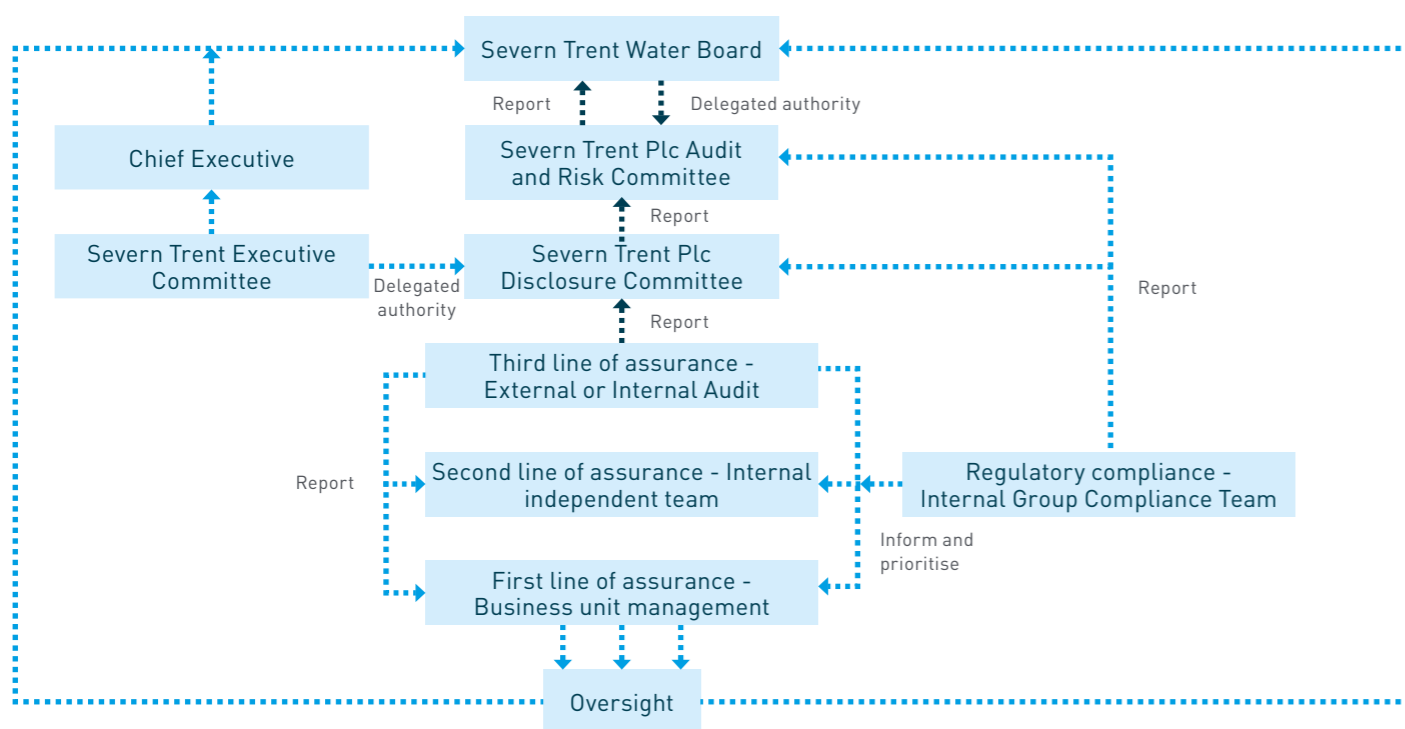 Severn Trent Water Board
Report
Delegated authority
Chief Executive
Severn Trent Plc Audit
and Risk Committee
Report
Severn Trent Executive
Committee
Delegated
authority
Severn Trent Plc
Disclosure Committee
Report
Report
Third line of assurance -
External or Internal Audit
Report
Second line of assurance - Internal
independent team
Regulatory compliance -
Internal Group Compliance Team
Inform and
prioritise
First line of assurance -
Business unit management
Oversight